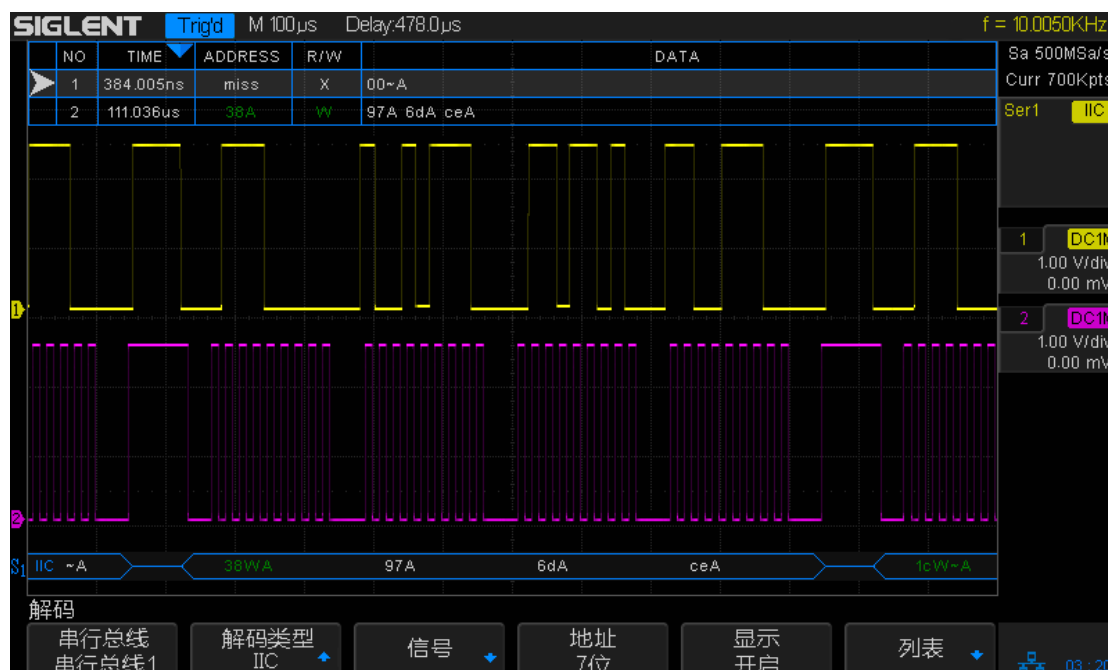 SIGLENT Trig'd M 100µs Delay:478.0µs f = 10.0050KHz
NO TIME ADDRESS R/W DATA
1 384.005ns miss X 00~A
2 111.036us 38A W 97A 6dA ceA
Sa 500MSa/s
Curr 700Kpts
Ser1 IIC
1 DC1M
1.00 V/div
0.00 mV
2 DC1M
1.00 V/div
0.00 mV
1
2
S1 IIC ~A 38WA 97A 6dA ceA 1cW~A
解码
串行总线 解码类型 信号 地址 显示 列表
串行总线1 IIC 7位 开启